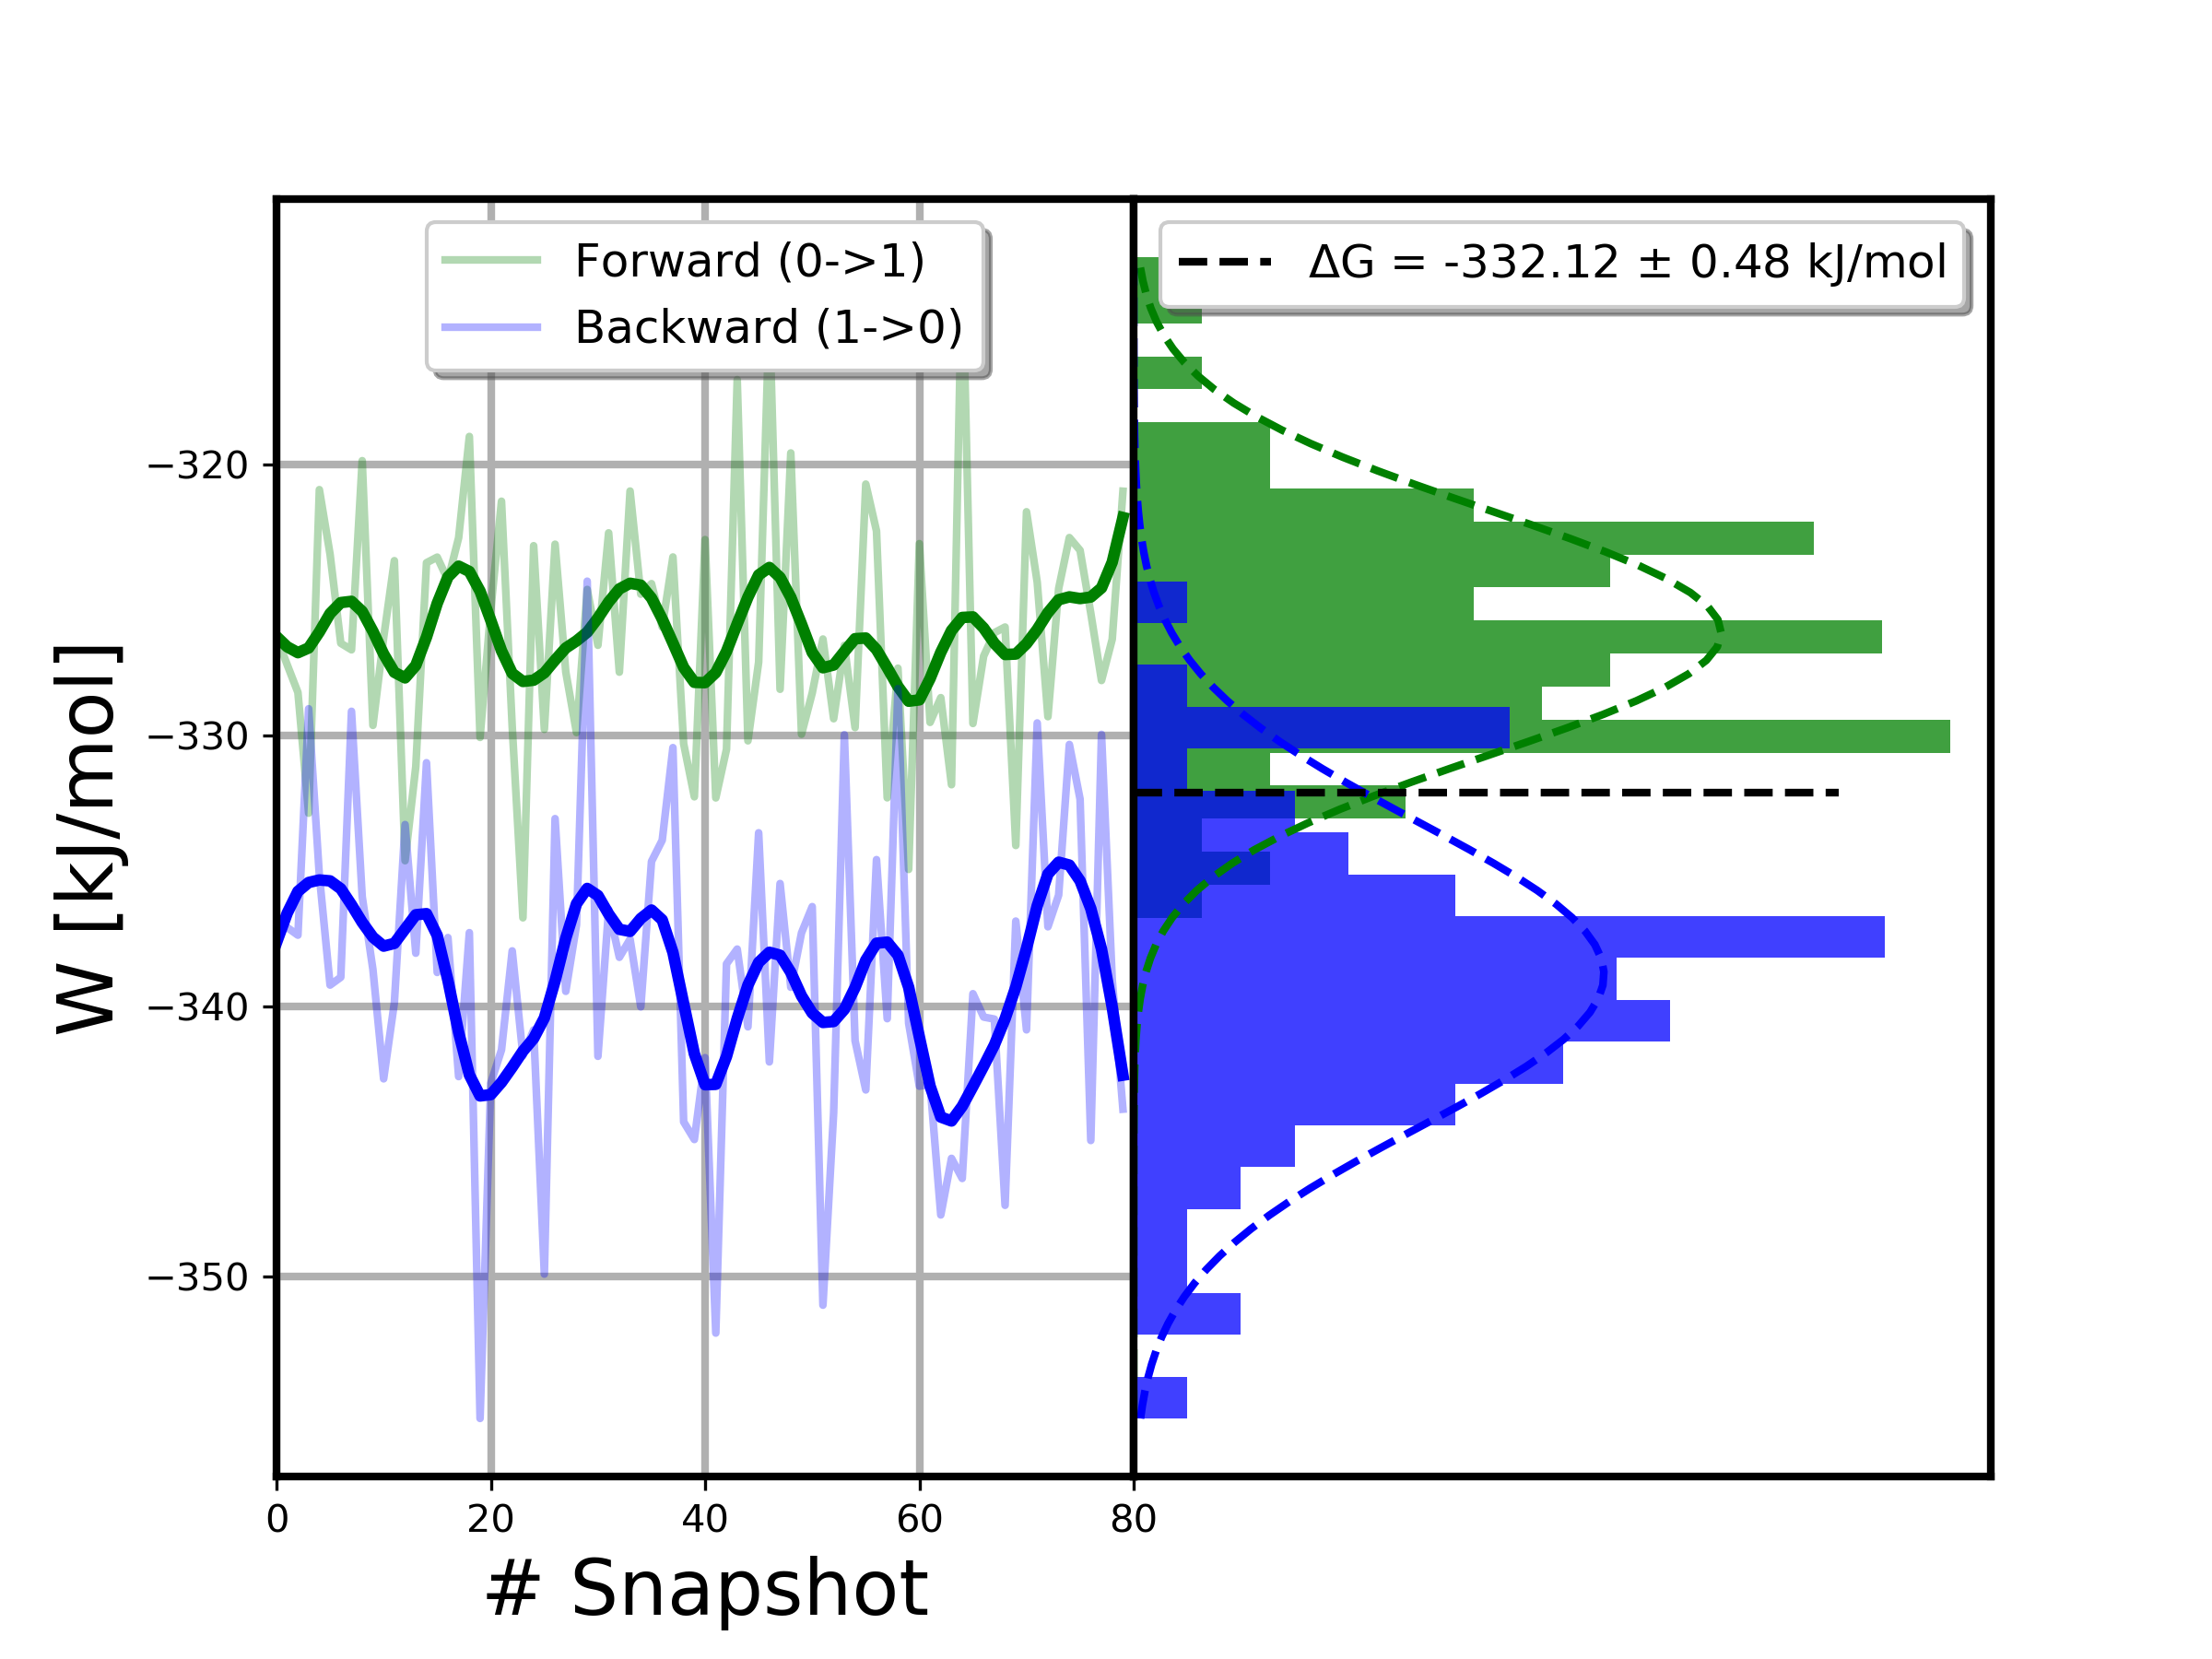 Forward (0->1)
Backward (1->0)
ΔG = -332.12 ± 0.48 kJ/mol
W [kJ/mol]
−320
−330
−340
−350
0 20 40 60 80
# Snapshot